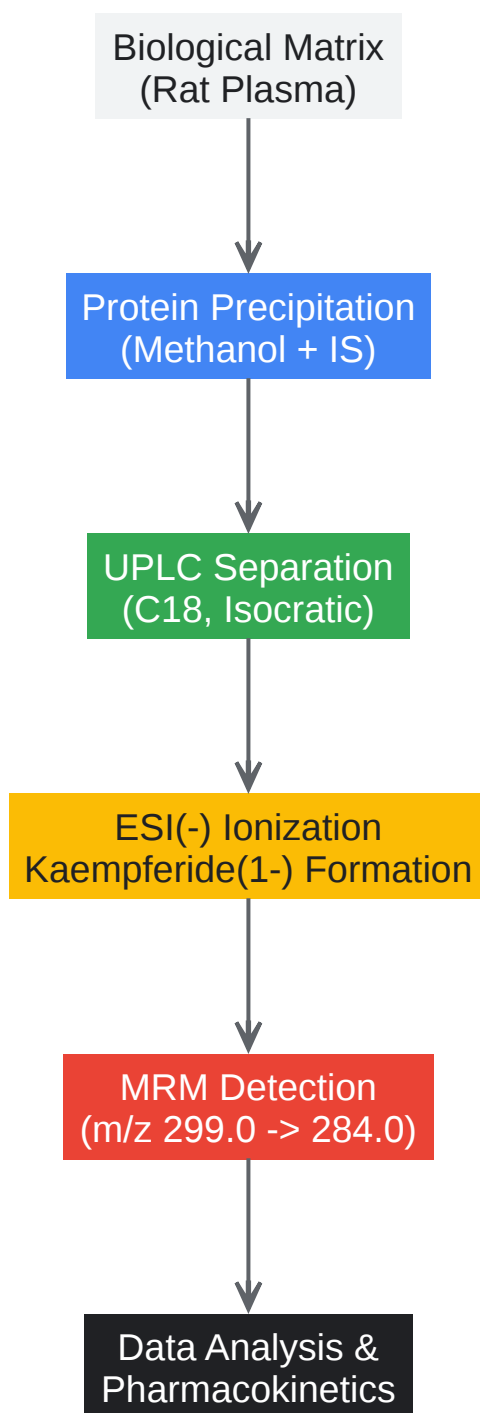 Biological Matrix
(Rat Plasma)
Protein Precipitation
(Methanol + IS)
UPLC Separation
(C18, Isocratic)
ESI(-) Ionization
Kaempferide(1-) Formation
MRM Detection
(m/z 299.0 -> 284.0)
Data Analysis &
Pharmacokinetics